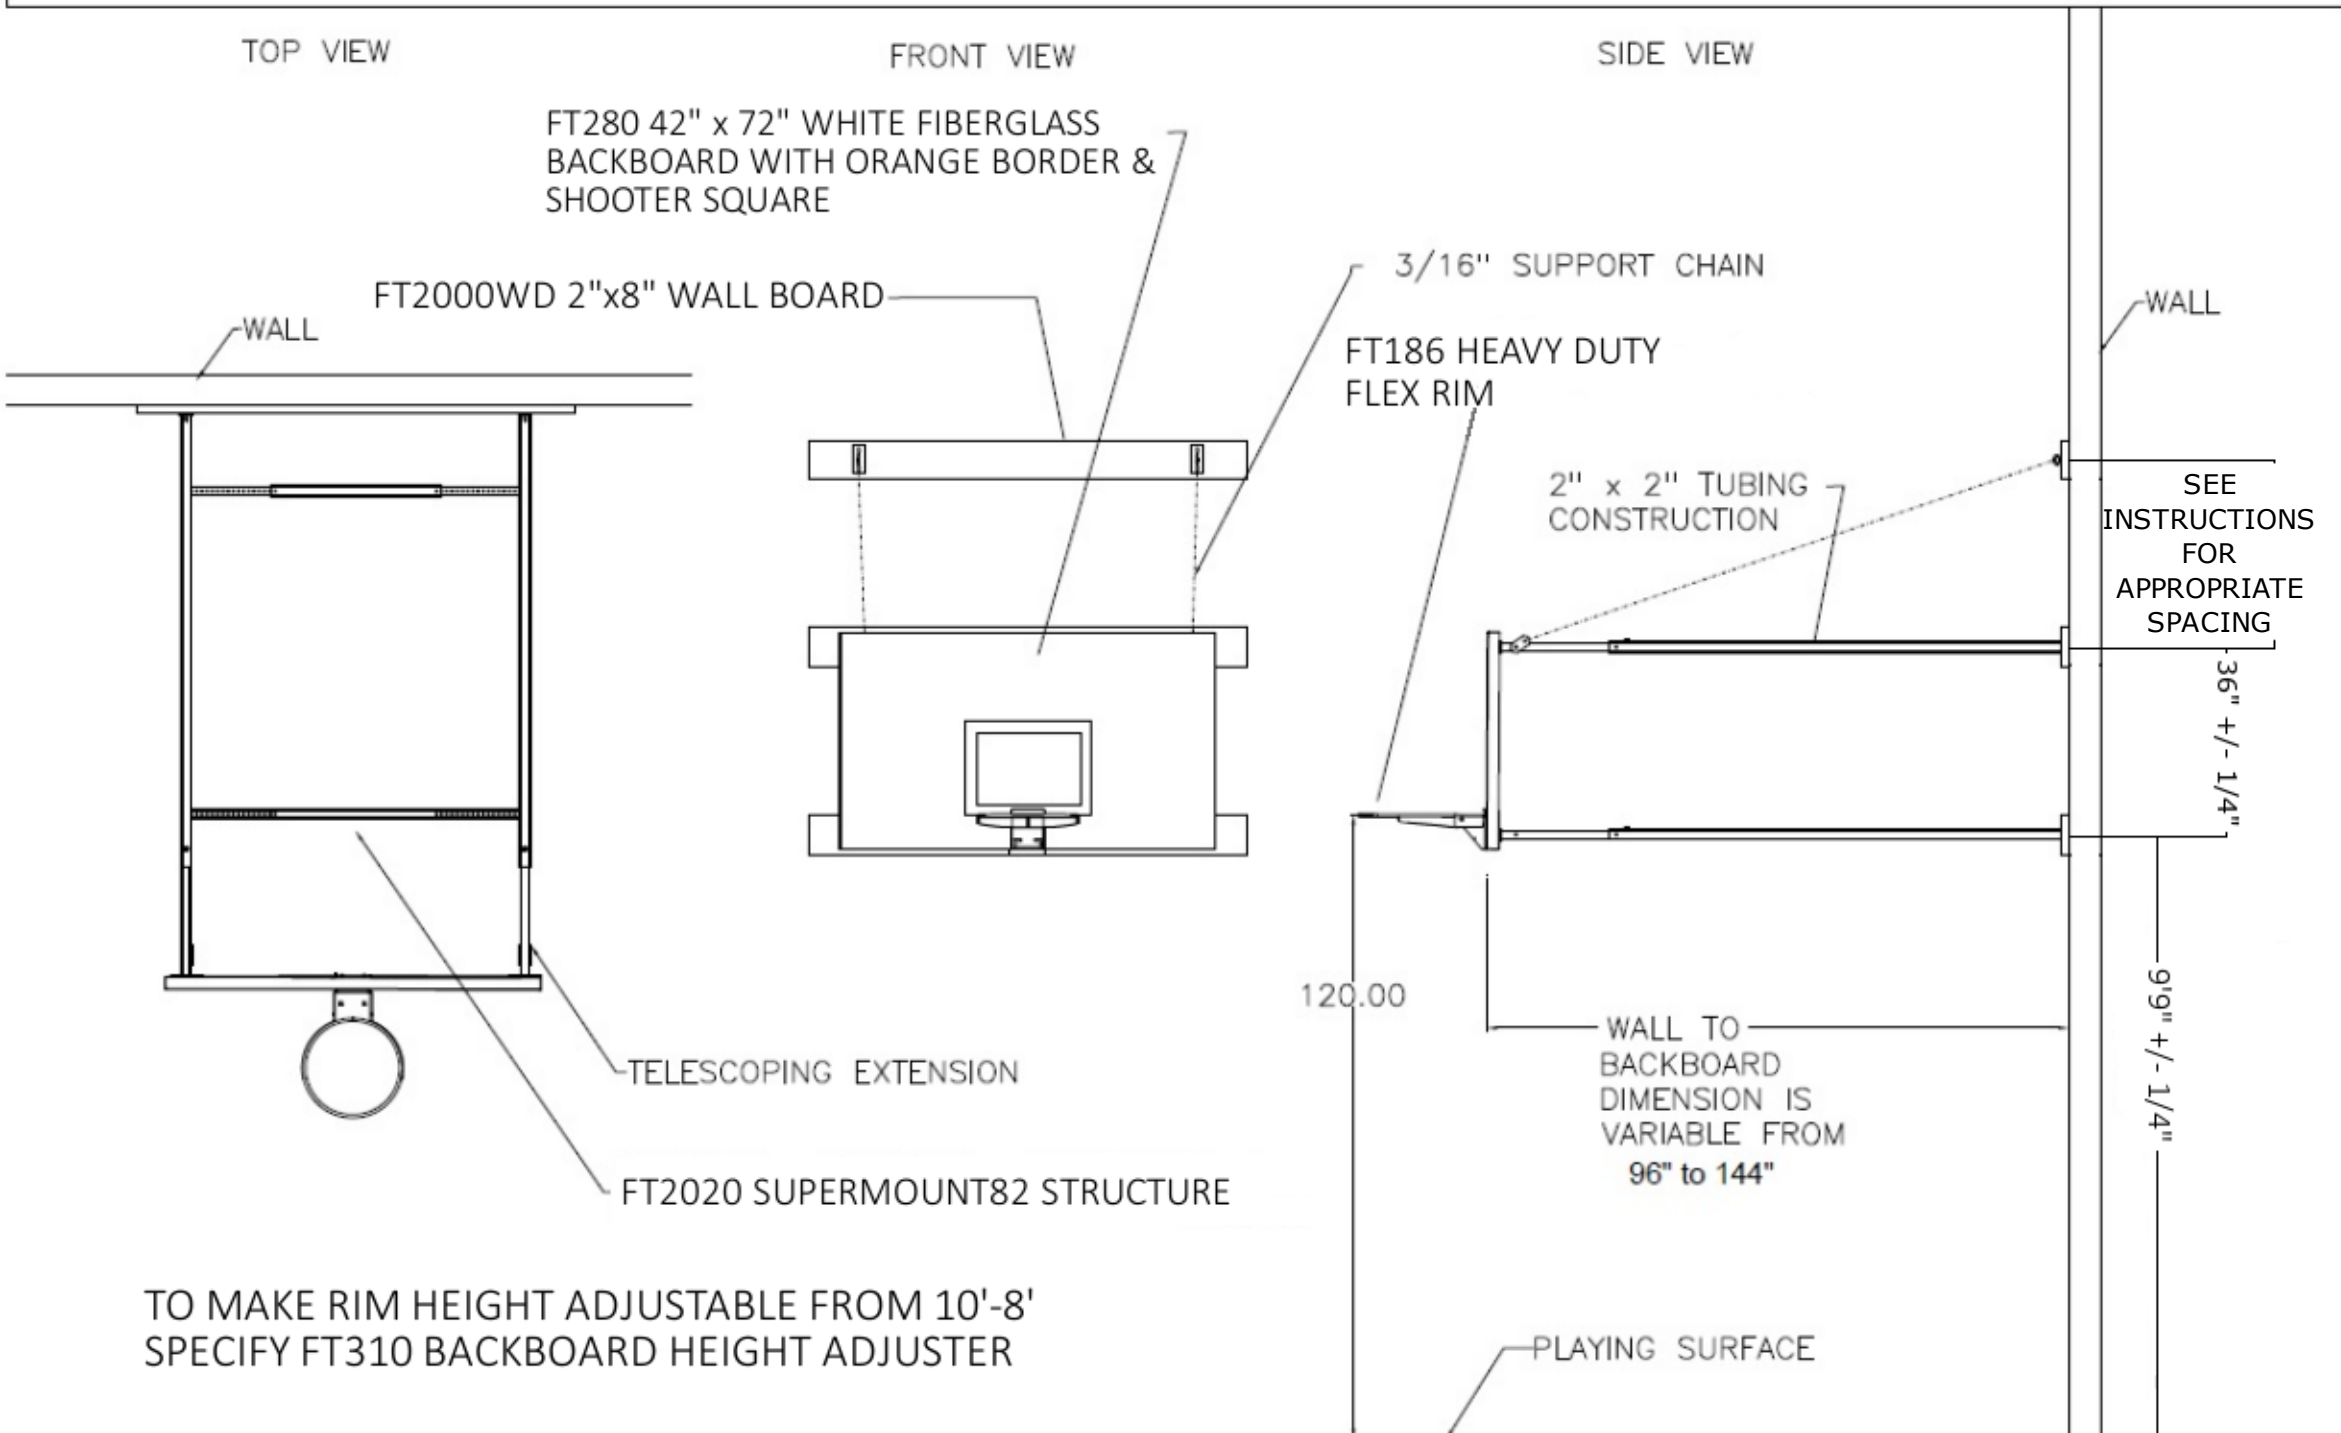 TOP VIEW
FRONT VIEW
SIDE VIEW
FT280 42" x 72" WHITE FIBERGLASS
BACKBOARD WITH ORANGE BORDER &
SHOOTER SQUARE
FT2000WD 2"x8" WALL BOARD
WALL
3/16" SUPPORT CHAIN
FT186 HEAVY DUTY
FLEX RIM
WALL
2" x 2" TUBING
CONSTRUCTION
SEE
INSTRUCTIONS
FOR
APPROPRIATE
SPACING
36" +/- 1/4"
120.00
WALL TO
BACKBOARD
DIMENSION IS
VARIABLE FROM
96" to 144"
9'9" +/- 1/4"
TELESCOPING EXTENSION
FT2020 SUPERMOUNT82 STRUCTURE
TO MAKE RIM HEIGHT ADJUSTABLE FROM 10'-8'
SPECIFY FT310 BACKBOARD HEIGHT ADJUSTER
PLAYING SURFACE